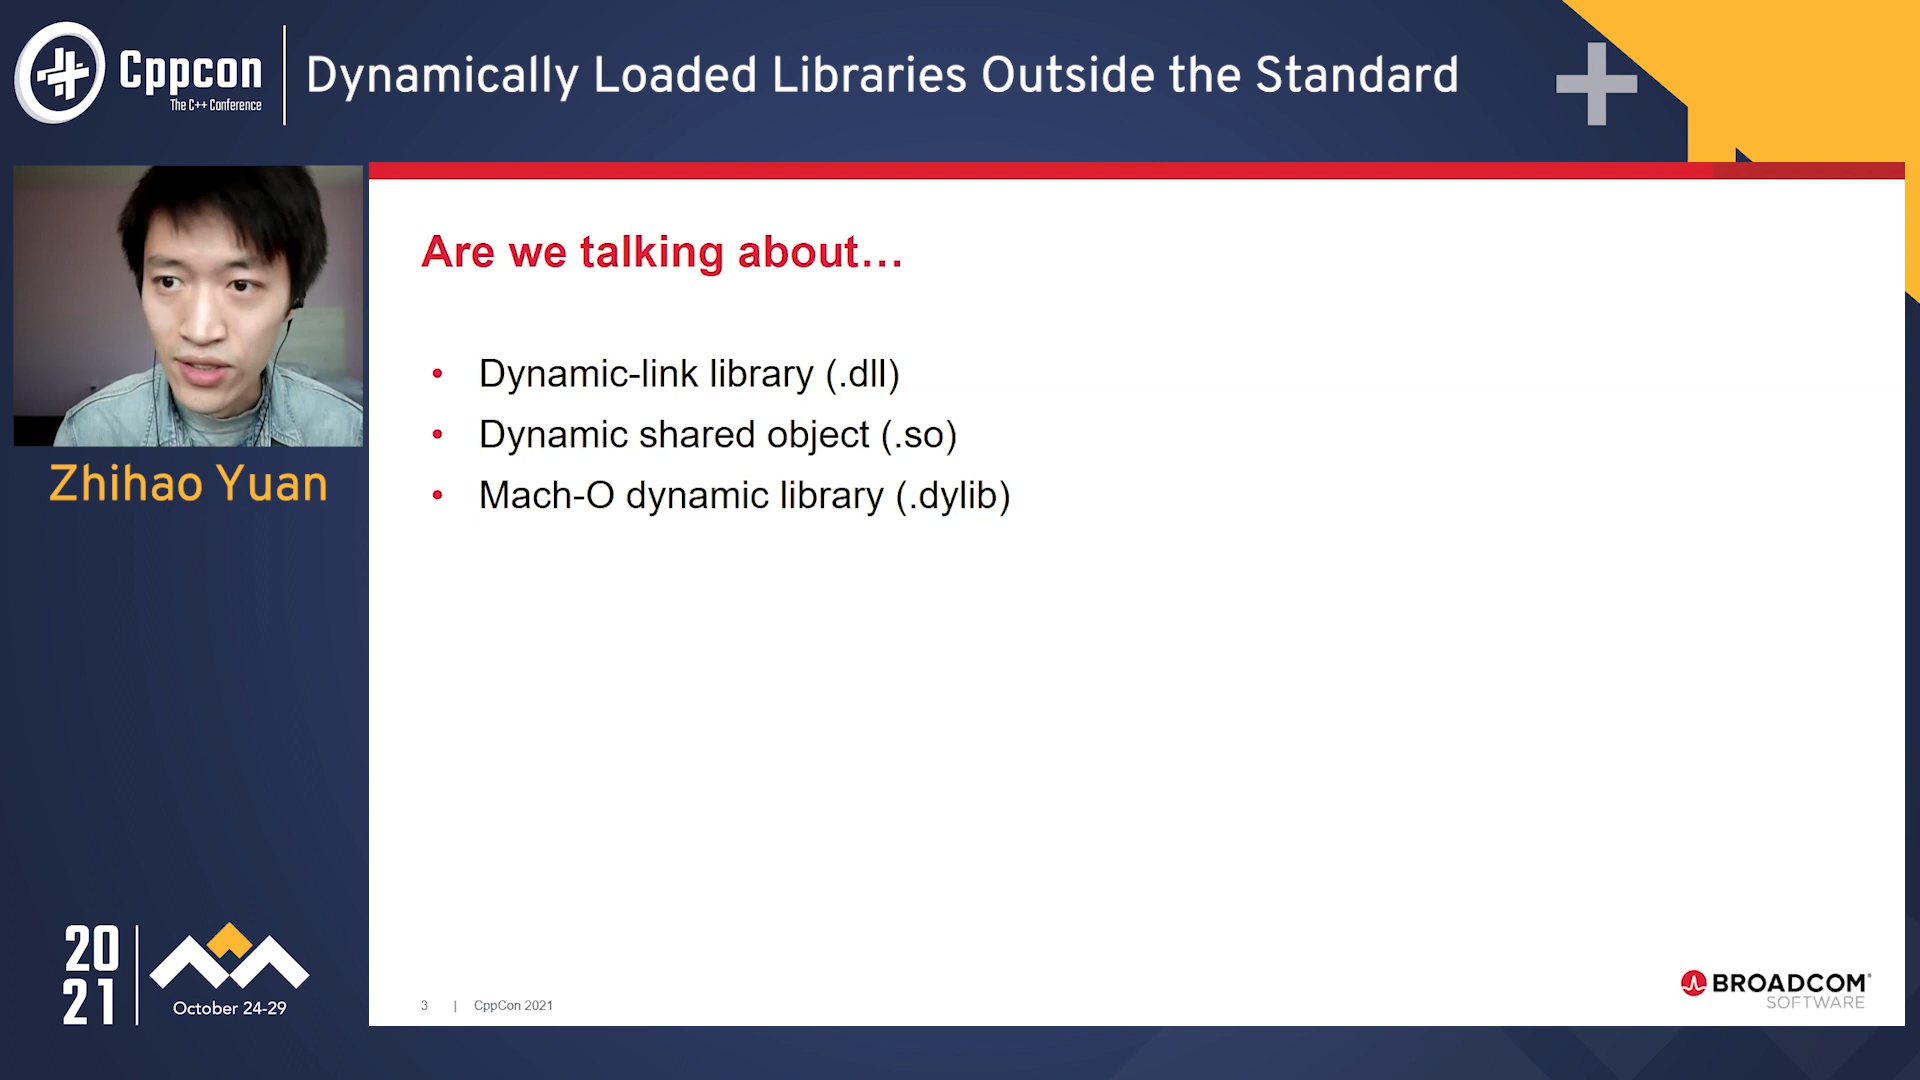 Cppcon
The C++ Conference
Dynamically Loaded Libraries Outside the Standard
Zhihao Yuan
Are we talking about…
• Dynamic-link library (.dll)
• Dynamic shared object (.so)
• Mach-O dynamic library (.dylib)
20
21
October 24-29
3 | CppCon 2021
BROADCOM®
SOFTWARE